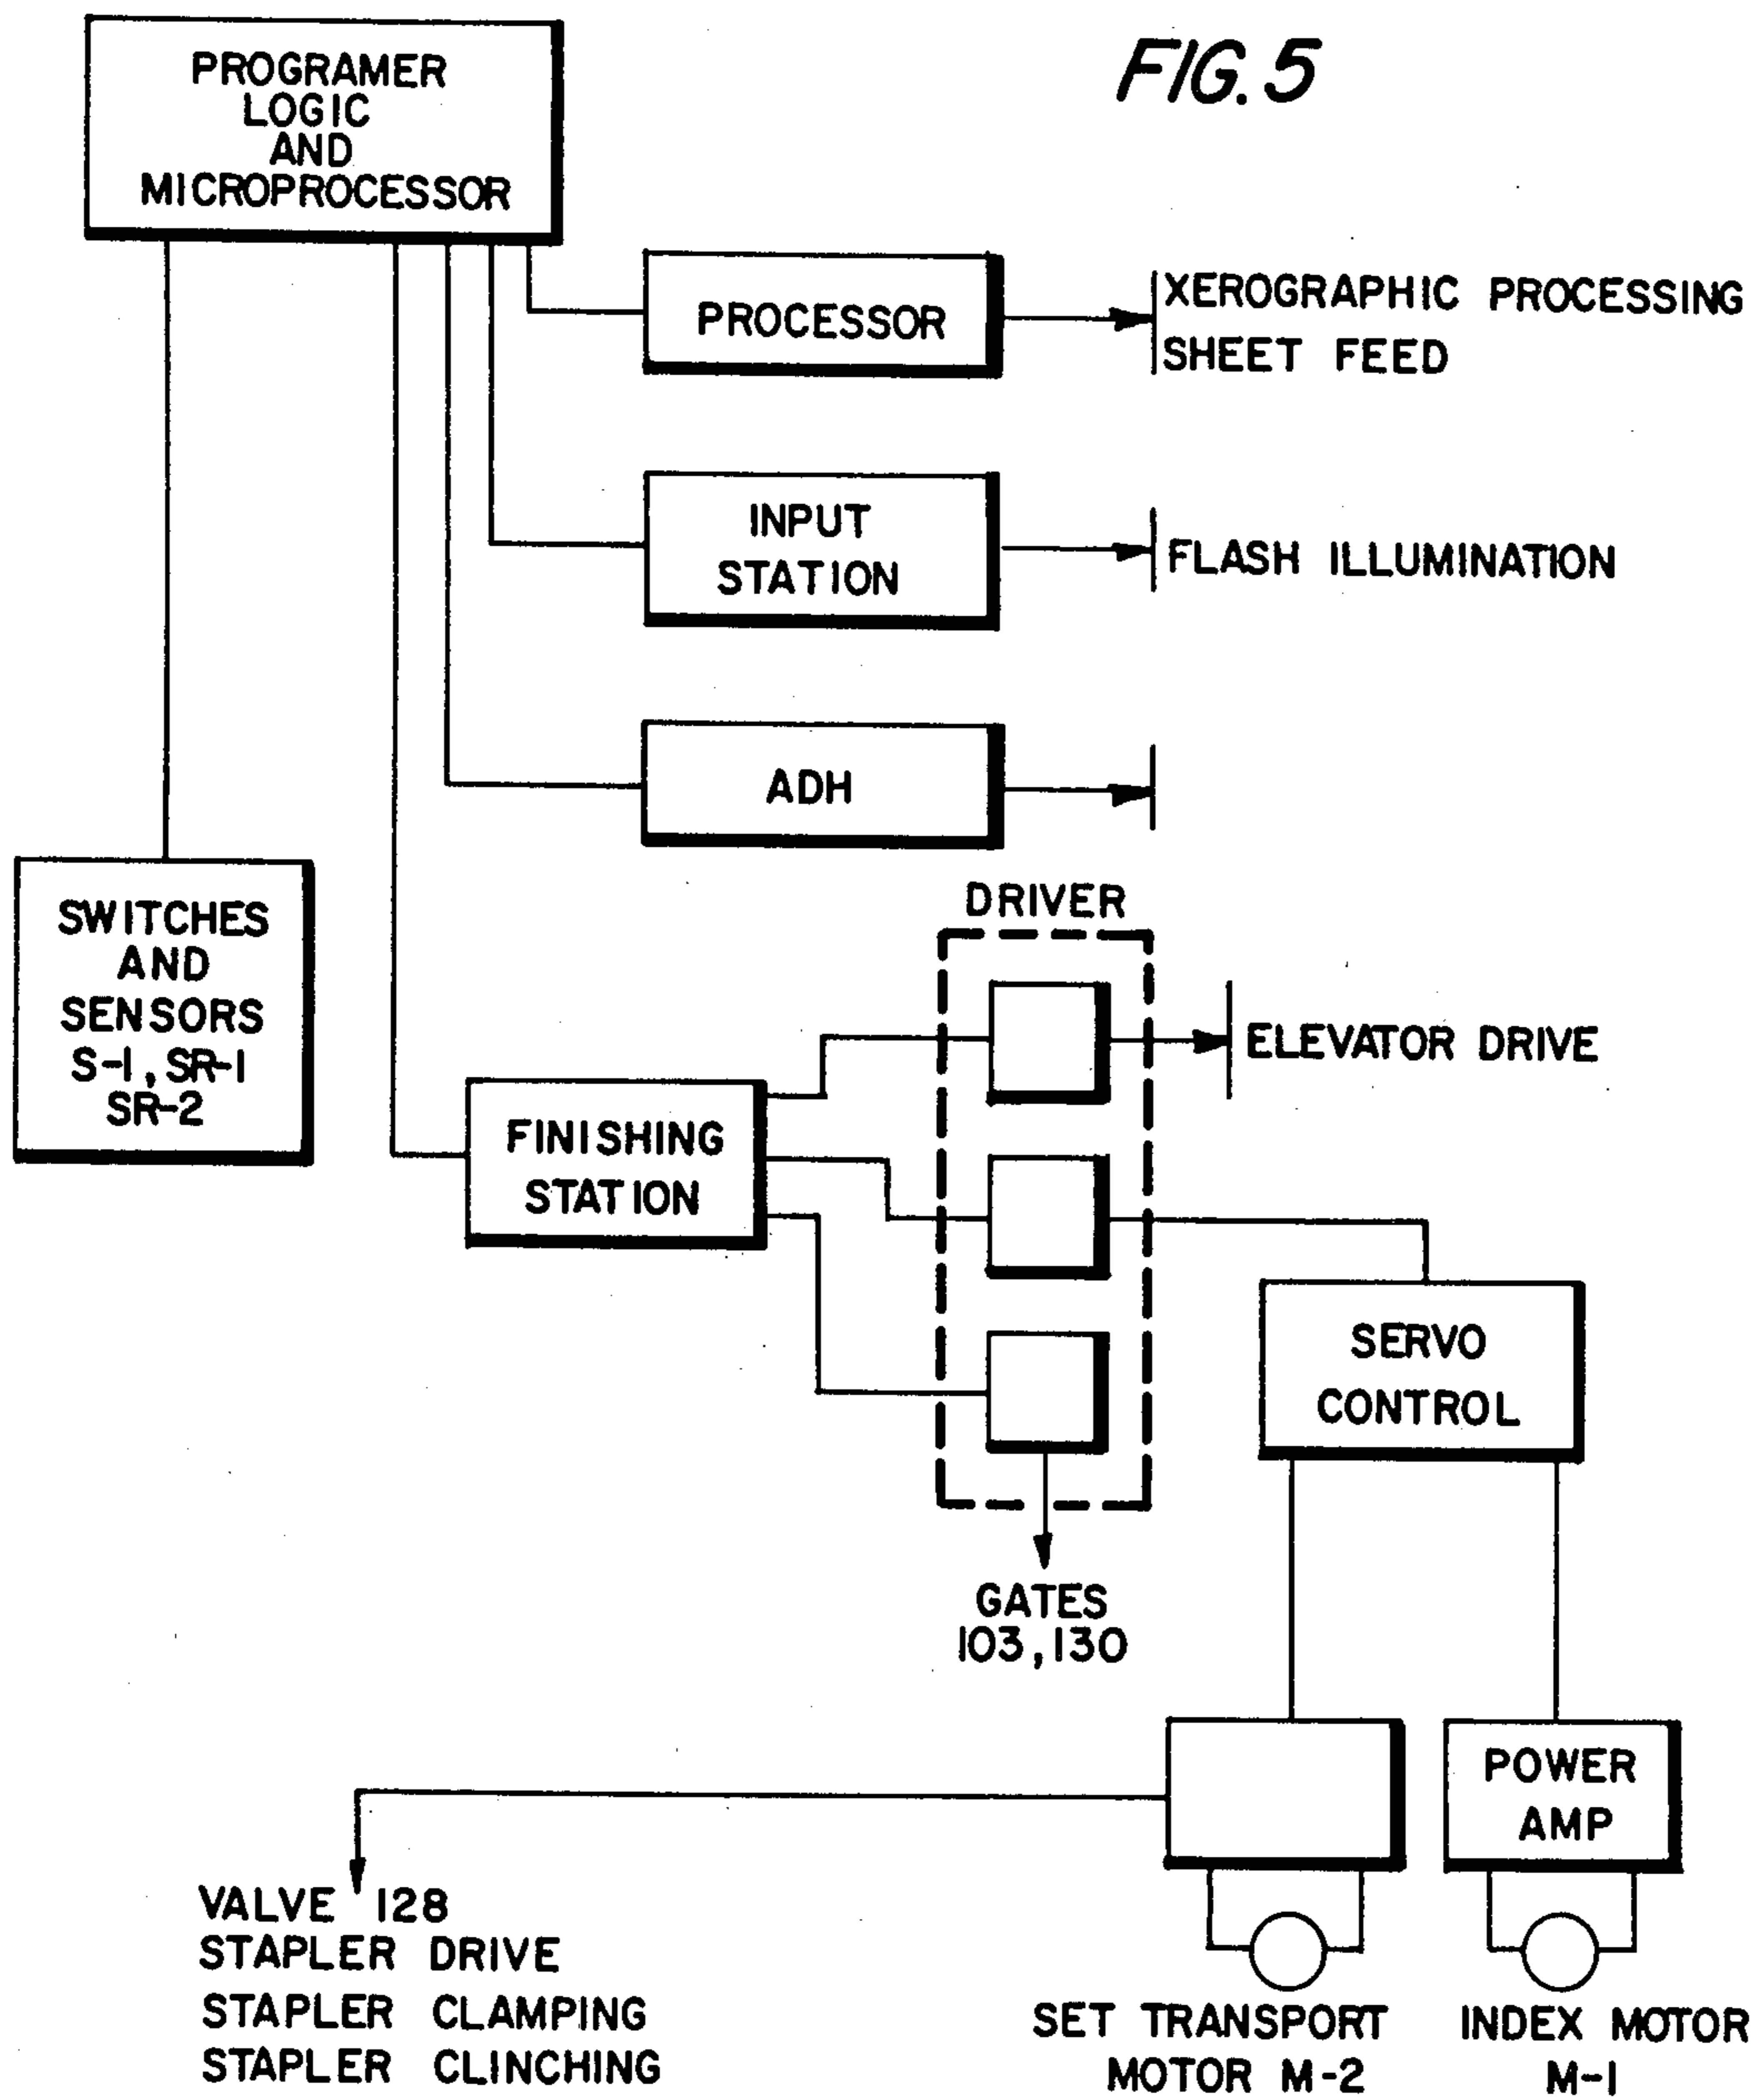 FIG. 5
PROGRAMER
LOGIC
AND
MICROPROCESSOR
PROCESSOR
XEROGRAPHIC PROCESSING
SHEET FEED
INPUT
STATION
FLASH ILLUMINATION
ADH
SWITCHES
AND
SENSORS
S-1, SR-1
SR-2
DRIVER
ELEVATOR DRIVE
FINISHING
STATION
SERVO
CONTROL
GATES
103, 130
POWER
AMP
VALVE 128
STAPLER DRIVE
STAPLER CLAMPING
STAPLER CLINCHING
SET TRANSPORT
MOTOR M-2
INDEX MOTOR
M-1